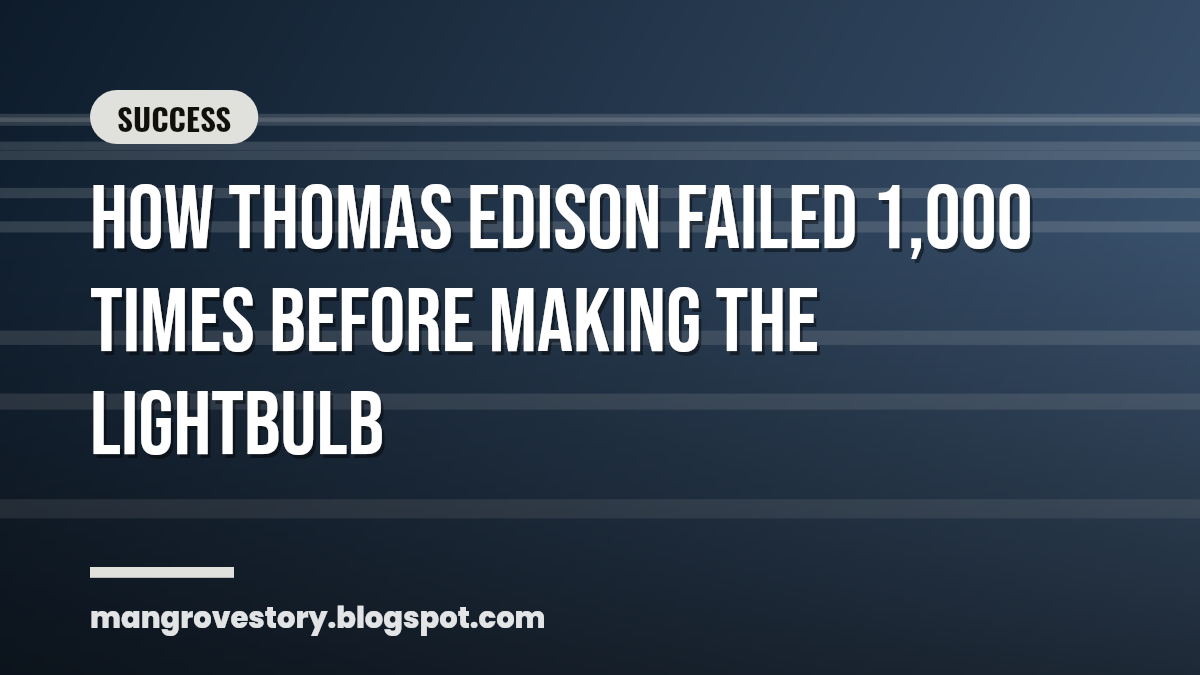 SUCCESS
HOW THOMAS EDISON FAILED 1,000
TIMES BEFORE MAKING THE
LIGHTBULB
mangrovestory.blogspot.com